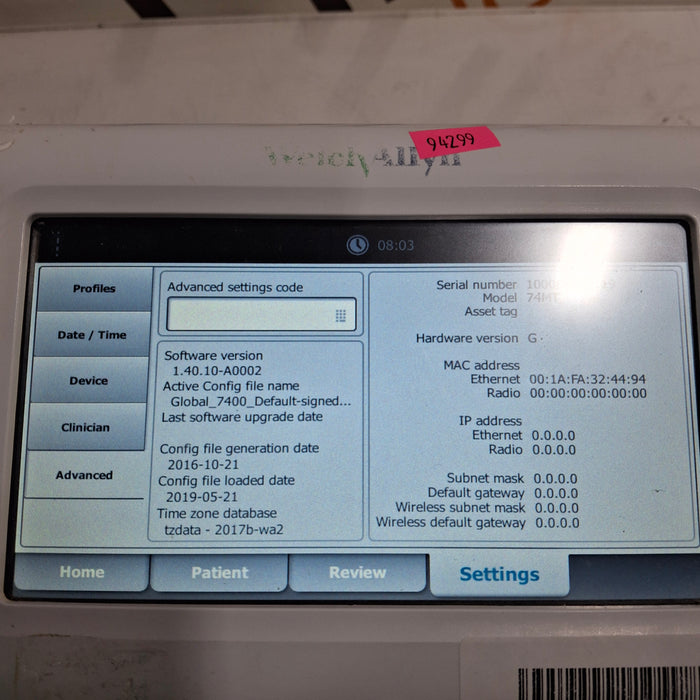 94299
Welch Allyn
08:03
Profiles
Date / Time
Device
Clinician
Advanced
Advanced settings code
Software version
1.40.10-A0002
Active Config file name
Global_7400_Default-signed...
Last software upgrade date
Config file generation date
2016-10-21
Config file loaded date
2019-05-21
Time zone database
tzdata - 2017b-wa2
Serial number
Model
Asset tag
Hardware version G
MAC address
Ethernet 00:1A:FA:32:44:94
Radio 00:00:00:00:00:00
IP address
Ethernet 0.0.0.0
Radio 0.0.0.0
Subnet mask 0.0.0.0
Default gateway 0.0.0.0
Wireless subnet mask 0.0.0.0
Wireless default gateway 0.0.0.0
Home
Patient
Review
Settings